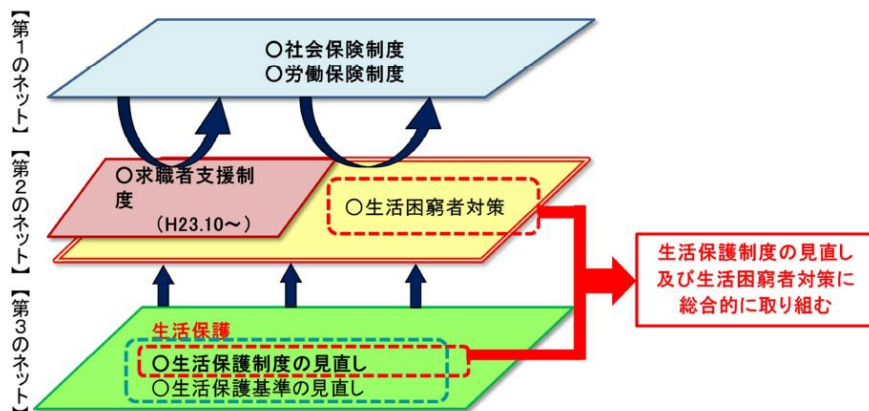 【第1のネット】
○社会保険制度
○労働保険制度
【第2のネット】
○求職者支援制
度
(H23.10～)
○生活困窮者対策
【第3のネット】
生活保護
○生活保護制度の見直し
○生活保護基準の見直し
生活保護制度の見直し
及び生活困窮者対策に
総合的に取り組む